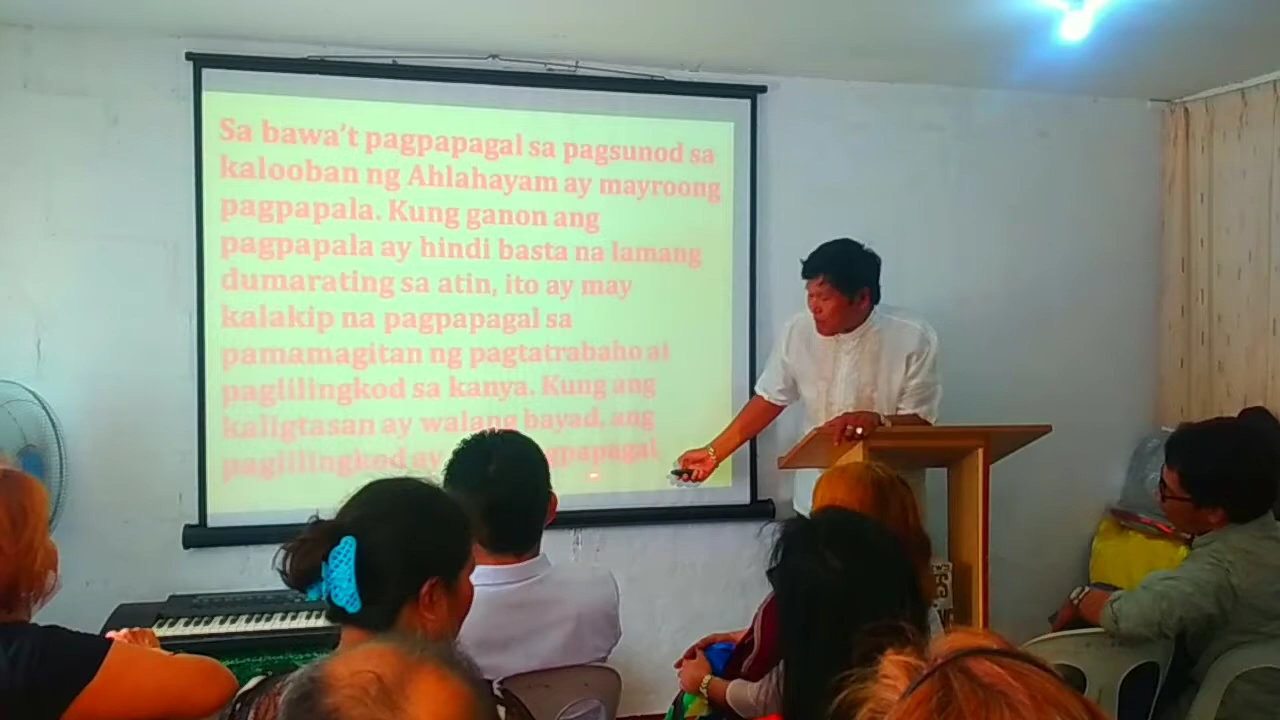 Sa bawa't pagpapagal sa pagsunod sa
kalooban ng Ahlahayam ay mayroong
pagpapala. Kung ganon ang
pagpapala ay hindi basta na lamang
dumarating sa atin, ito ay may
kalakip na pagpapagal sa
pamamagitan ng pagtatrabaho at
paglilingkod sa kanya. Kung ang
kaligtasan ay walang bayad, ang
paglilingkod ay